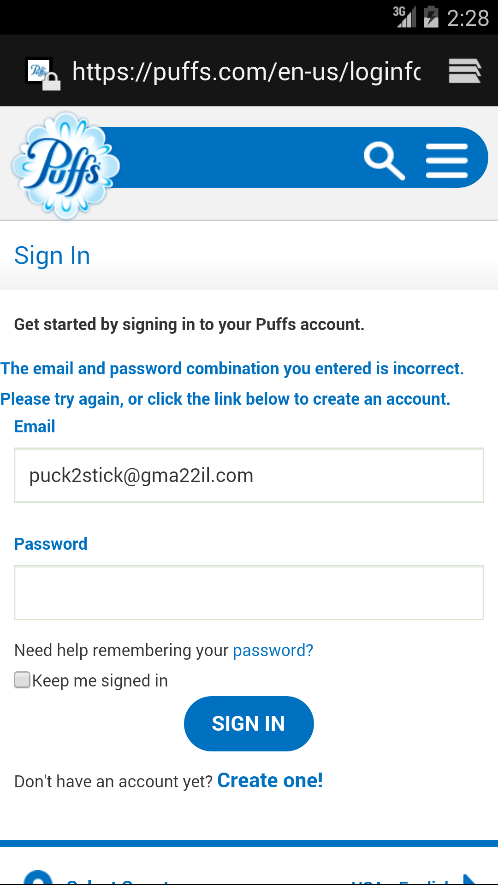 3G 2:28
https://puffs.com/en-us/loginfo
Puffs
Sign In
Get started by signing in to your Puffs account.
The email and password combination you entered is incorrect.
Please try again, or click the link below to create an account.
Email
puck2stick@gma22il.com
Password
Need help remembering your password?
Keep me signed in
SIGN IN
Don't have an account yet? Create one!